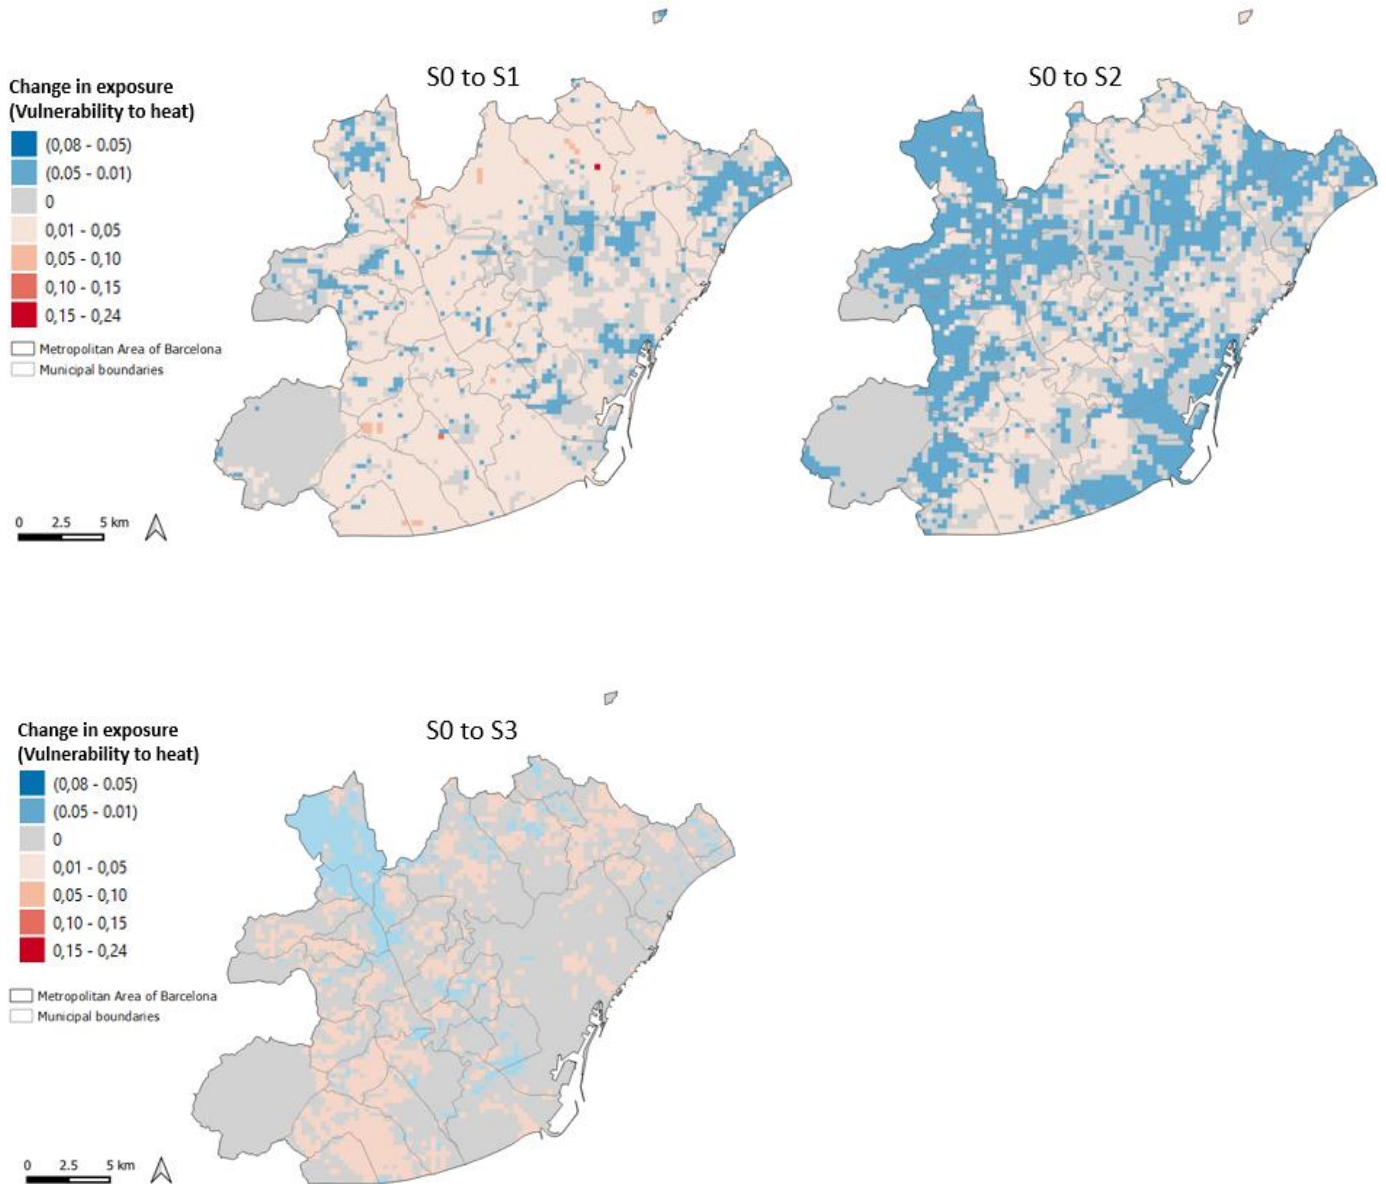 S0 to S1
S0 to S2
Change in exposure
(Vulnerability to heat)
(0,08 - 0.05)
(0.05 - 0.01)
0
0,01 - 0,05
0,05 - 0,10
0,10 - 0,15
0,15 - 0,24
Metropolitan Area of Barcelona
Municipal boundaries
0 2.5 5 km
S0 to S3
Change in exposure
(Vulnerability to heat)
(0,08 - 0.05)
(0.05 - 0.01)
0
0,01 - 0,05
0,05 - 0,10
0,10 - 0,15
0,15 - 0,24
Metropolitan Area of Barcelona
Municipal boundaries
0 2.5 5 km